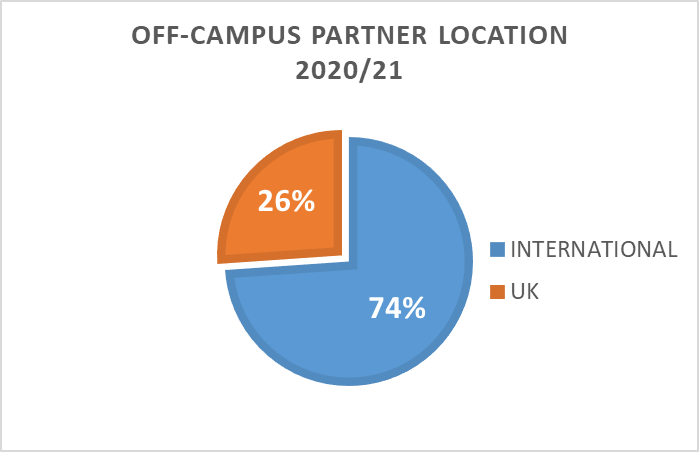 OFF-CAMPUS PARTNER LOCATION
2020/21
26%
74%
INTERNATIONAL
UK